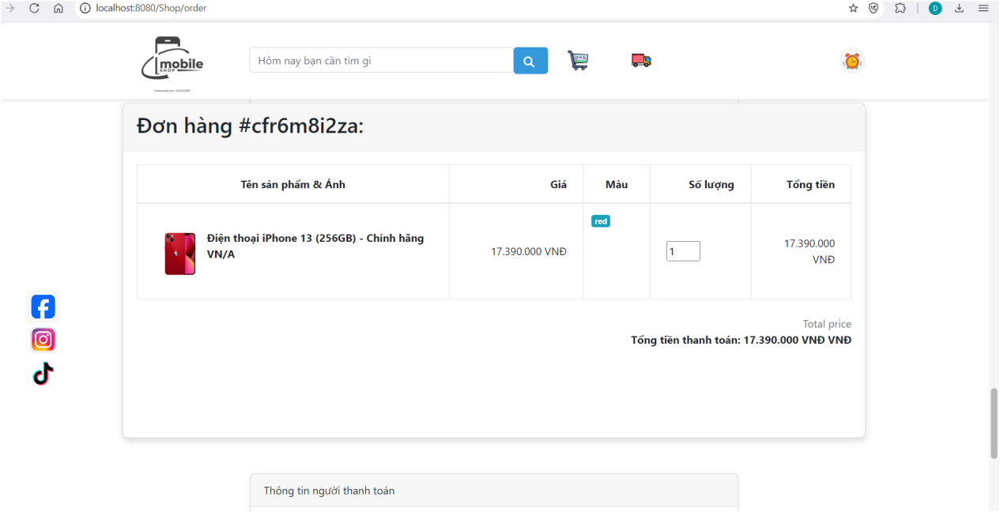 localhost:8080/Shop/order
D
mobile
SHOP
Hôm nay bạn cần tìm gì
Đơn hàng #cfr6m8i2za:
Tên sản phẩm & Ảnh
Giá
Màu
Số lượng
Tổng tiền
Điện thoại iPhone 13 (256GB) - Chính hãng
VN/A
17.390.000 VNĐ
red
1
17.390.000
VNĐ
Total price
Tổng tiền thanh toán: 17.390.000 VNĐ VNĐ
Thông tin người thanh toán